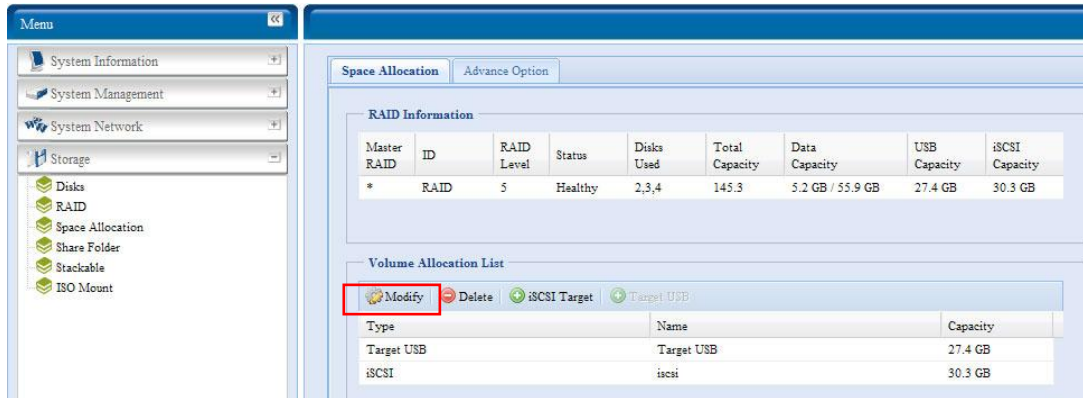 Menu
System Information
System Management
System Network
Storage
Disks
RAID
Space Allocation
Share Folder
Stackable
ISO Mount
Space Allocation Advance Option
RAID Information
Master RAID ID RAID Level Status Disks Used Total Capacity Data Capacity USB Capacity iSCSI Capacity
* RAID 5 Healthy 2,3,4 145.3 5.2 GB / 55.9 GB 27.4 GB 30.3 GB
Volume Allocation List
Modify Delete iSCSI Target Target USB
Type Name Capacity
Target USB Target USB 27.4 GB
iSCSI iscsi 30.3 GB